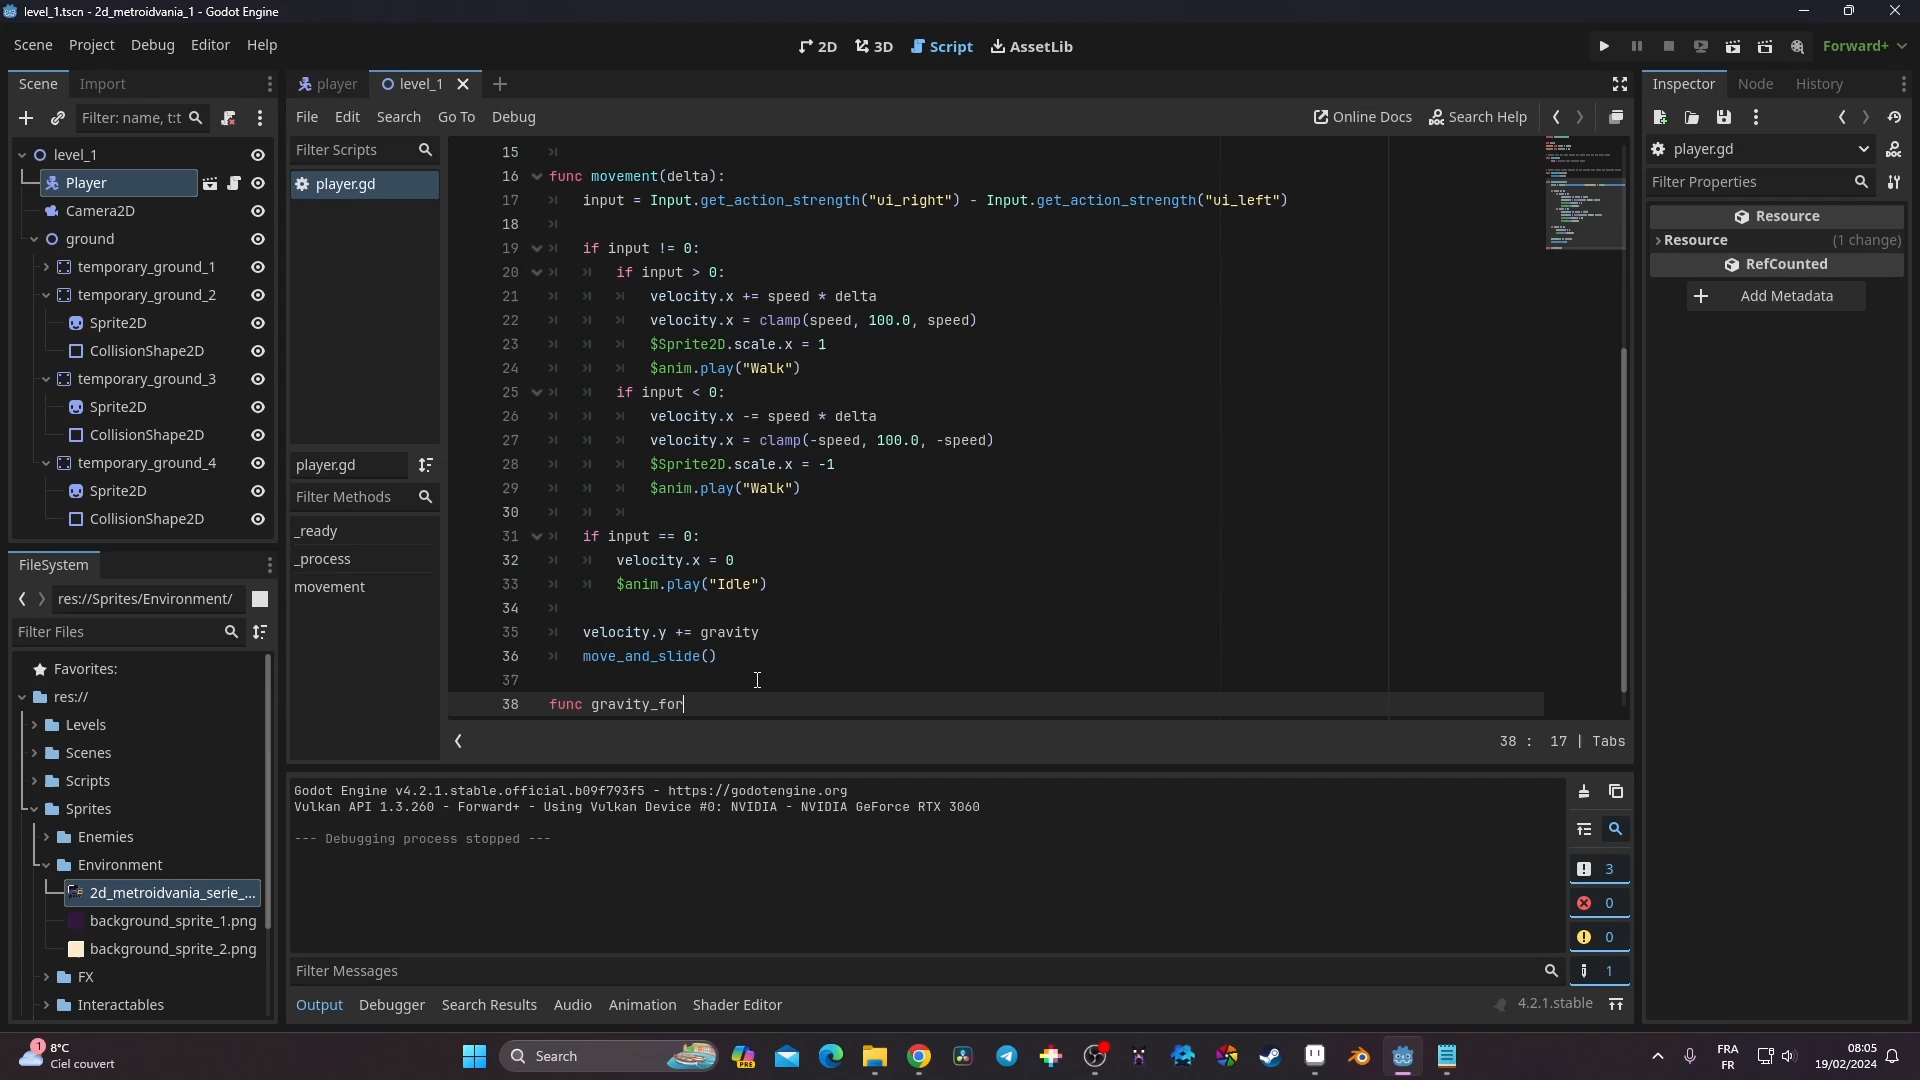 level_1.tscn - 2d_metroidvania_1 - Godot Engine
Scene Project Debug Editor Help
2D 3D Script AssetLib
Forward+
Scene Import
Filter: name, t:t
level_1
Player
Camera2D
ground
temporary_ground_1
temporary_ground_2
Sprite2D
CollisionShape2D
temporary_ground_3
Sprite2D
CollisionShape2D
temporary_ground_4
Sprite2D
CollisionShape2D
FileSystem
res://Sprites/Environment/
Filter Files
Favorites:
res://
Levels
Scenes
Scripts
Sprites
Enemies
Environment
2d_metroidvania_serie_...
background_sprite_1.png
background_sprite_2.png
FX
Interactables
player level_1
File Edit Search Go To Debug
Online Docs Search Help
Filter Scripts
player.gd
player.gd
Filter Methods
_ready
_process
movement
15
16 func movement(delta):
17 input = Input.get_action_strength("ui_right") - Input.get_action_strength("ui_left")
18
19 if input != 0:
20 if input > 0:
21 velocity.x += speed * delta
22 velocity.x = clamp(speed, 100.0, speed)
23 $Sprite2D.scale.x = 1
24 $anim.play("Walk")
25 if input < 0:
26 velocity.x -= speed * delta
27 velocity.x = clamp(-speed, 100.0, -speed)
28 $Sprite2D.scale.x = -1
29 $anim.play("Walk")
30
31 if input == 0:
32 velocity.x = 0
33 $anim.play("Idle")
34
35 velocity.y += gravity
36 move_and_slide()
37
38 func gravity_for
38 : 17 | Tabs
Godot Engine v4.2.1.stable.official.b09f793f5 - https://godotengine.org
Vulkan API 1.3.260 - Forward+ - Using Vulkan Device #0: NVIDIA - NVIDIA GeForce RTX 3060
--- Debugging process stopped ---
3
0
0
1
Filter Messages
Output Debugger Search Results Audio Animation Shader Editor
4.2.1.stable
Inspector Node History
player.gd
Filter Properties
Resource
Resource (1 change)
RefCounted
Add Metadata
1
8°C
Ciel couvert
Search
PRE
FRA
FR
08:05
19/02/2024